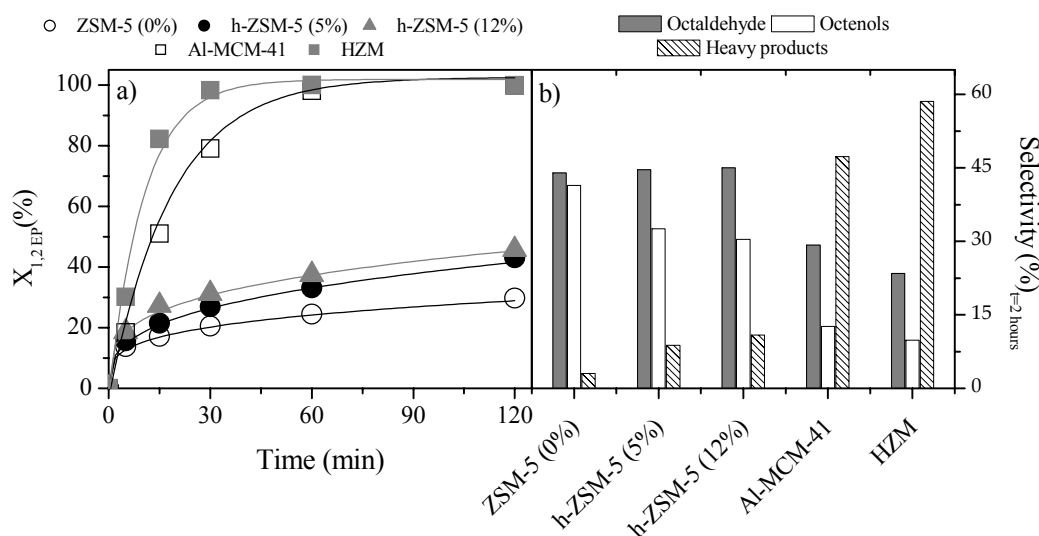 ZSM-5 (0%) h-ZSM-5 (5%) h-ZSM-5 (12%)
Al-MCM-41 HZM
Octaldehyde Octenols
Heavy products
a)
b)
100
80
60
40
20
0
X1,2 EP(%)
0 30 60 90 120
Time (min)
60
45
30
15
0
Selectivity (%)t=2 hours
ZSM-5 (0%)
h-ZSM-5 (5%)
h-ZSM-5 (12%)
Al-MCM-41
HZM